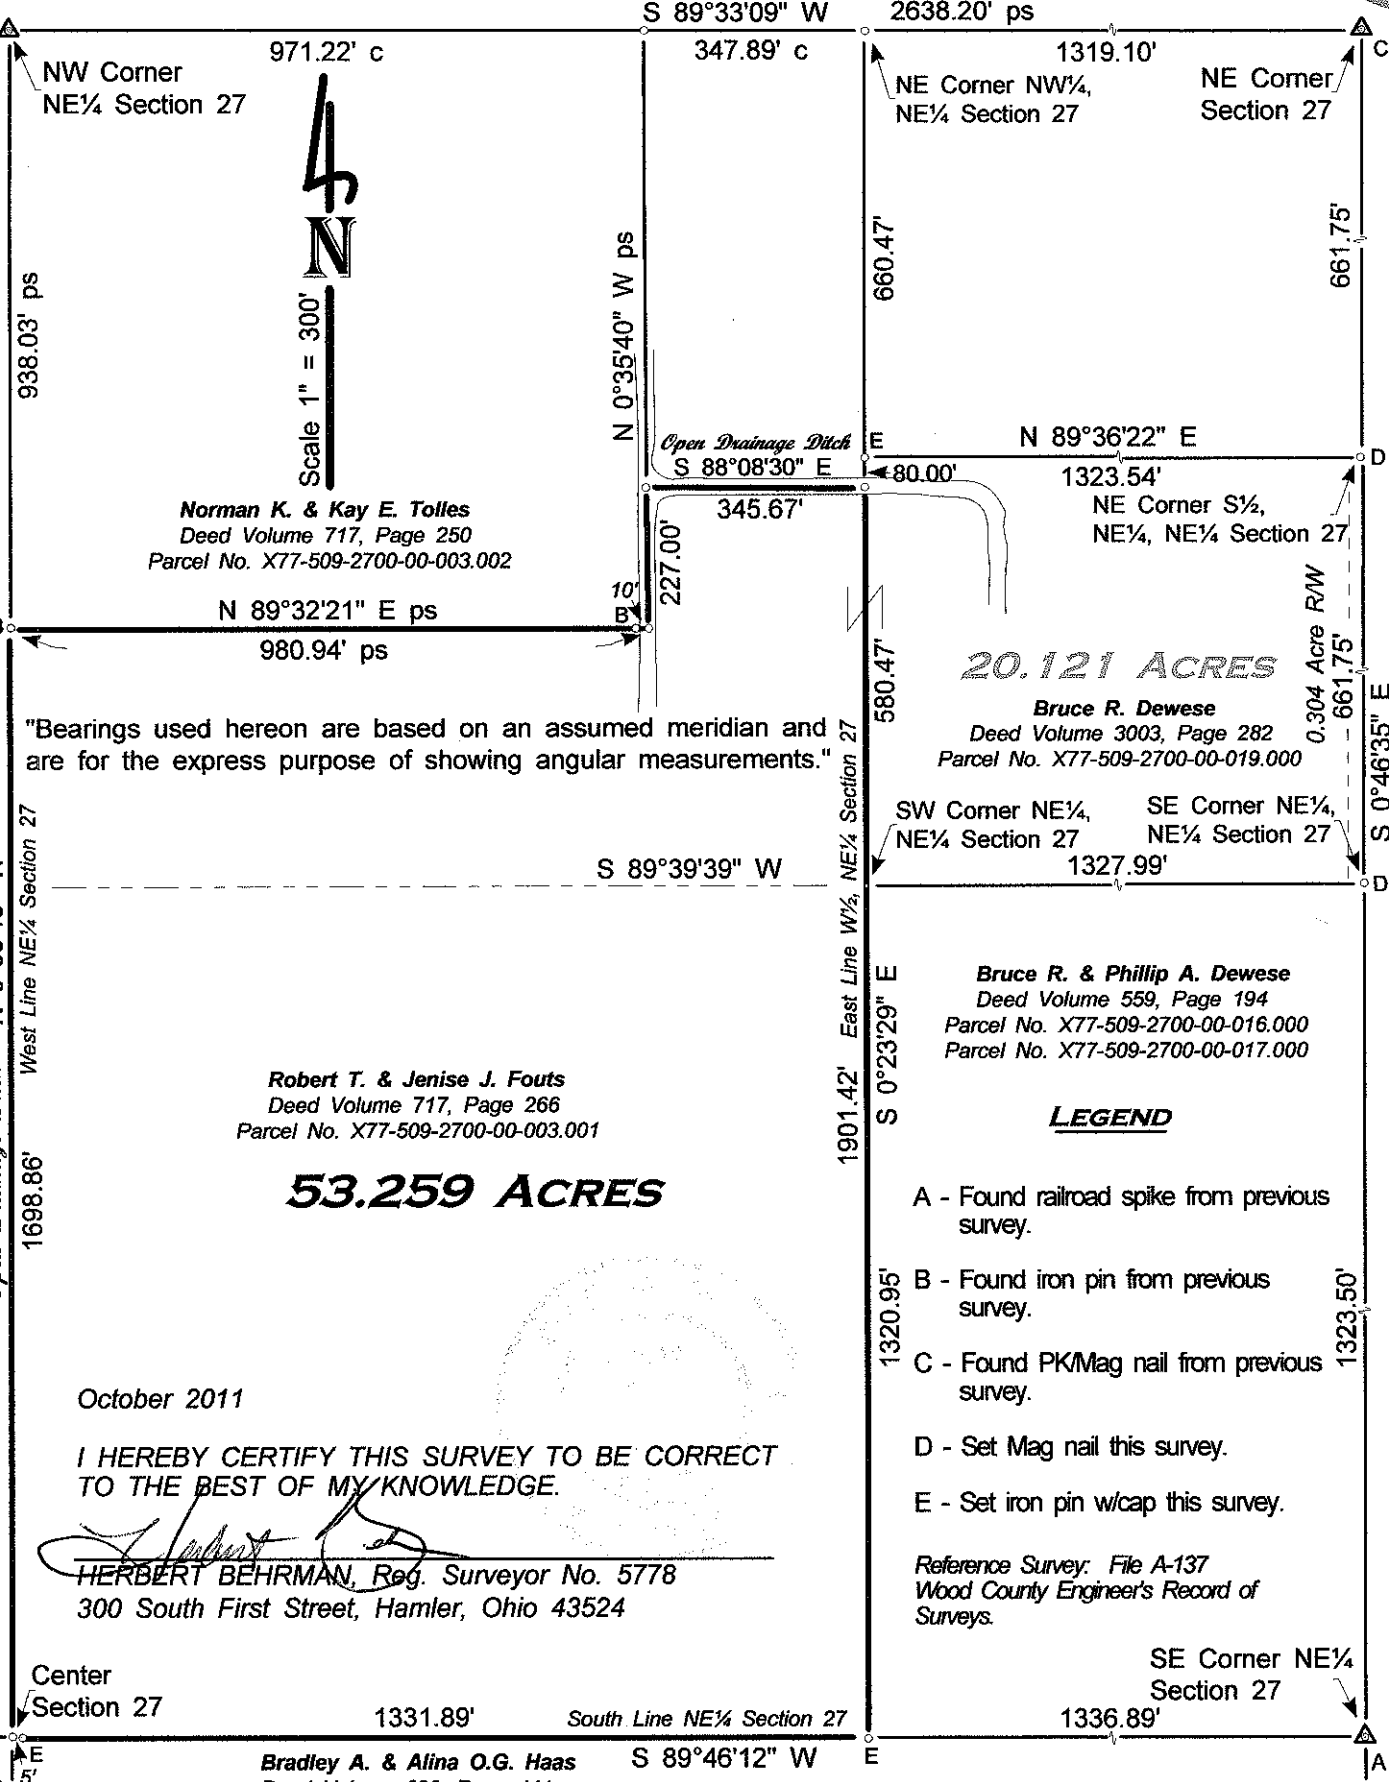 S 89°33'09" W 2638.20' ps
971.22' c
347.89' c
1319.10'
C
NW Corner
NE¼ Section 27
NE Corner NW¼,
NE¼ Section 27
NE Corner
Section 27
N
Scale 1" = 300'
938.03' ps
N 0°35'40" W ps
660.47'
661.75'
Open Drainage Ditch
S 88°08'30" E
345.67'
E
80.00'
N 89°36'22" E
1323.54'
D
NE Corner S½,
NE¼, NE¼ Section 27
Norman K. & Kay E. Tolles
Deed Volume 717, Page 250
Parcel No. X77-509-2700-00-003.002
227.00'
10'
B
N 89°32'21" E ps
980.94' ps
0.304 Acre R/W
661.75'
S 0°46'35" E
580.47'
20.121 ACRES
Bruce R. Dewese
Deed Volume 3003, Page 282
Parcel No. X77-509-2700-00-019.000
"Bearings used hereon are based on an assumed meridian and
are for the express purpose of showing angular measurements."
SW Corner NE¼,
NE¼ Section 27
SE Corner NE¼,
NE¼ Section 27
1327.99'
D
S 89°39'39" W
West Line NE¼ Section 27
1698.86'
East Line W½, NE¼ Section 27
1901.42'
S 0°23'29" E
Bruce R. & Phillip A. Dewese
Deed Volume 559, Page 194
Parcel No. X77-509-2700-00-016.000
Parcel No. X77-509-2700-00-017.000
Robert T. & Jenise J. Fouts
Deed Volume 717, Page 266
Parcel No. X77-509-2700-00-003.001
53.259 ACRES
LEGEND
A - Found railroad spike from previous
survey.
B - Found iron pin from previous
survey.
C - Found PK/Mag nail from previous
survey.
D - Set Mag nail this survey.
E - Set iron pin w/cap this survey.
1320.95'
1323.50'
Reference Survey: File A-137
Wood County Engineer's Record of
Surveys.
October 2011
I HEREBY CERTIFY THIS SURVEY TO BE CORRECT
TO THE BEST OF MY KNOWLEDGE.
HERBERT BEHRMAN, Reg. Surveyor No. 5778
300 South First Street, Hamler, Ohio 43524
Center
Section 27
SE Corner NE¼
Section 27
1331.89'
South Line NE¼ Section 27
1336.89'
E
5'
Bradley A. & Alina O.G. Haas
S 89°46'12" W
E
A